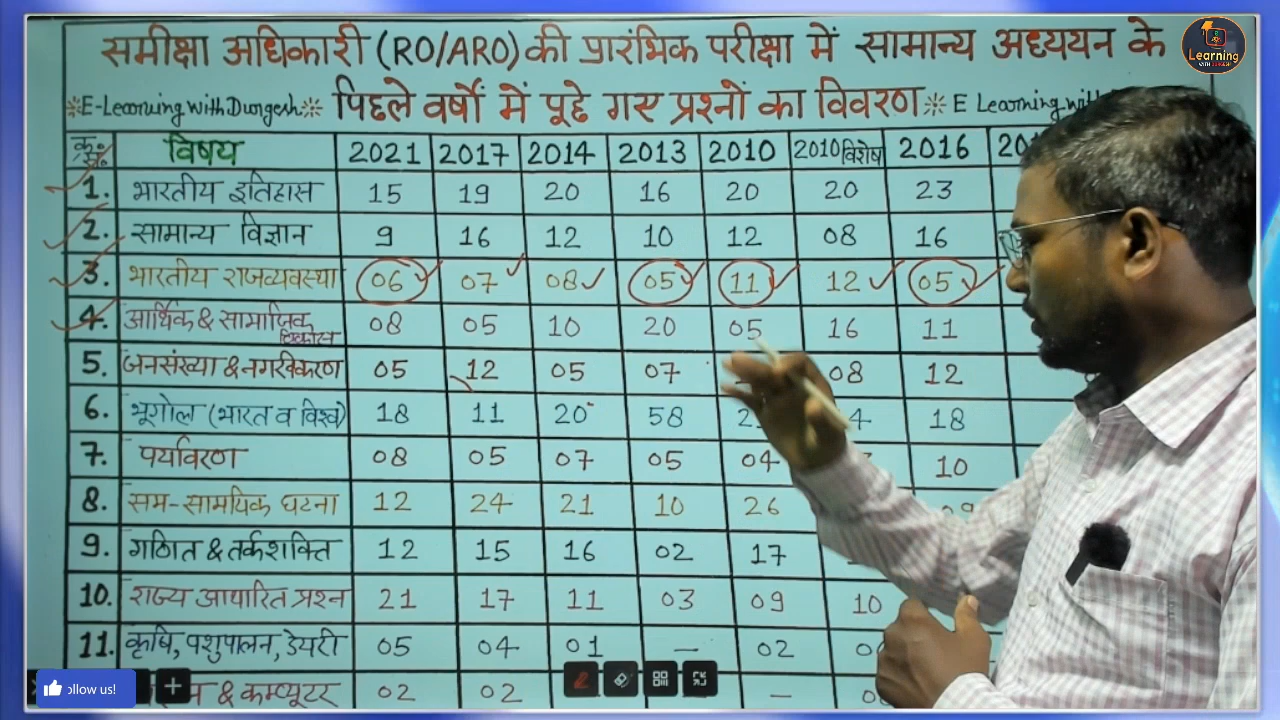 समीक्षा अधिकारी (RO/ARO) की प्रारंभिक परीक्षा में सामान्य अध्ययन के
Learning
E-Learning with Durgesh पिछले वर्षों में पूछे गए प्रश्नों का विवरण E Learning with
क्र.सं. विषय 2021 2017 2014 2013 2010 2010 विशेष 2016
1. भारतीय इतिहास 15 19 20 16 20 20 23
2. सामान्य विज्ञान 9 16 12 10 12 08 16
3. भारतीय राजव्यवस्था 06 07 08 05 11 12 05
4. आर्थिक & सामाजिक विकास 08 05 10 20 05 16 11
5. जनसंख्या & नगरीकरण 05 12 05 07 08 12
6. भूगोल (भारत व विश्व) 18 11 20 58 18
7. पर्यावरण 08 05 07 05 04 10
8. सम-सामयिक घटना 12 24 21 10 26
9. गणित & तर्कशक्ति 12 15 16 02 17
10. राज्य आधारित प्रश्न 21 17 11 03 09 10
11. कृषि, पशुपालन, डेयरी 05 04 01 — 02
& कम्प्यूटर 02 02 —
ollow us!